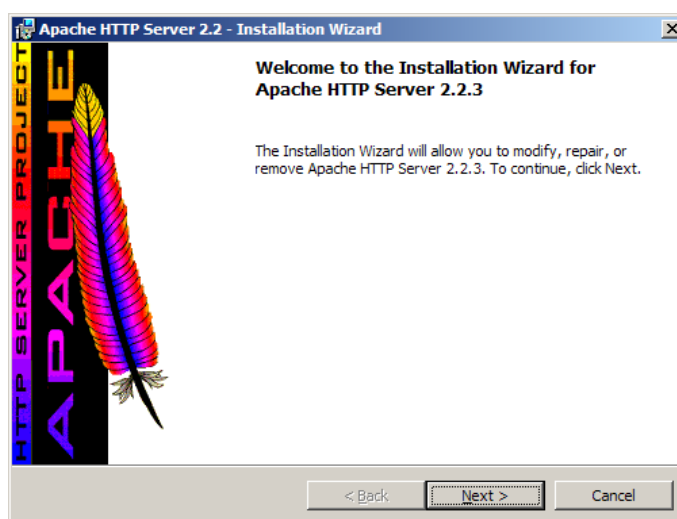 Apache HTTP Server 2.2 - Installation Wizard
HTTP SERVER PROJECT
APACHE
Welcome to the Installation Wizard for
Apache HTTP Server 2.2.3
The Installation Wizard will allow you to modify, repair, or
remove Apache HTTP Server 2.2.3. To continue, click Next.
< Back
Next >
Cancel